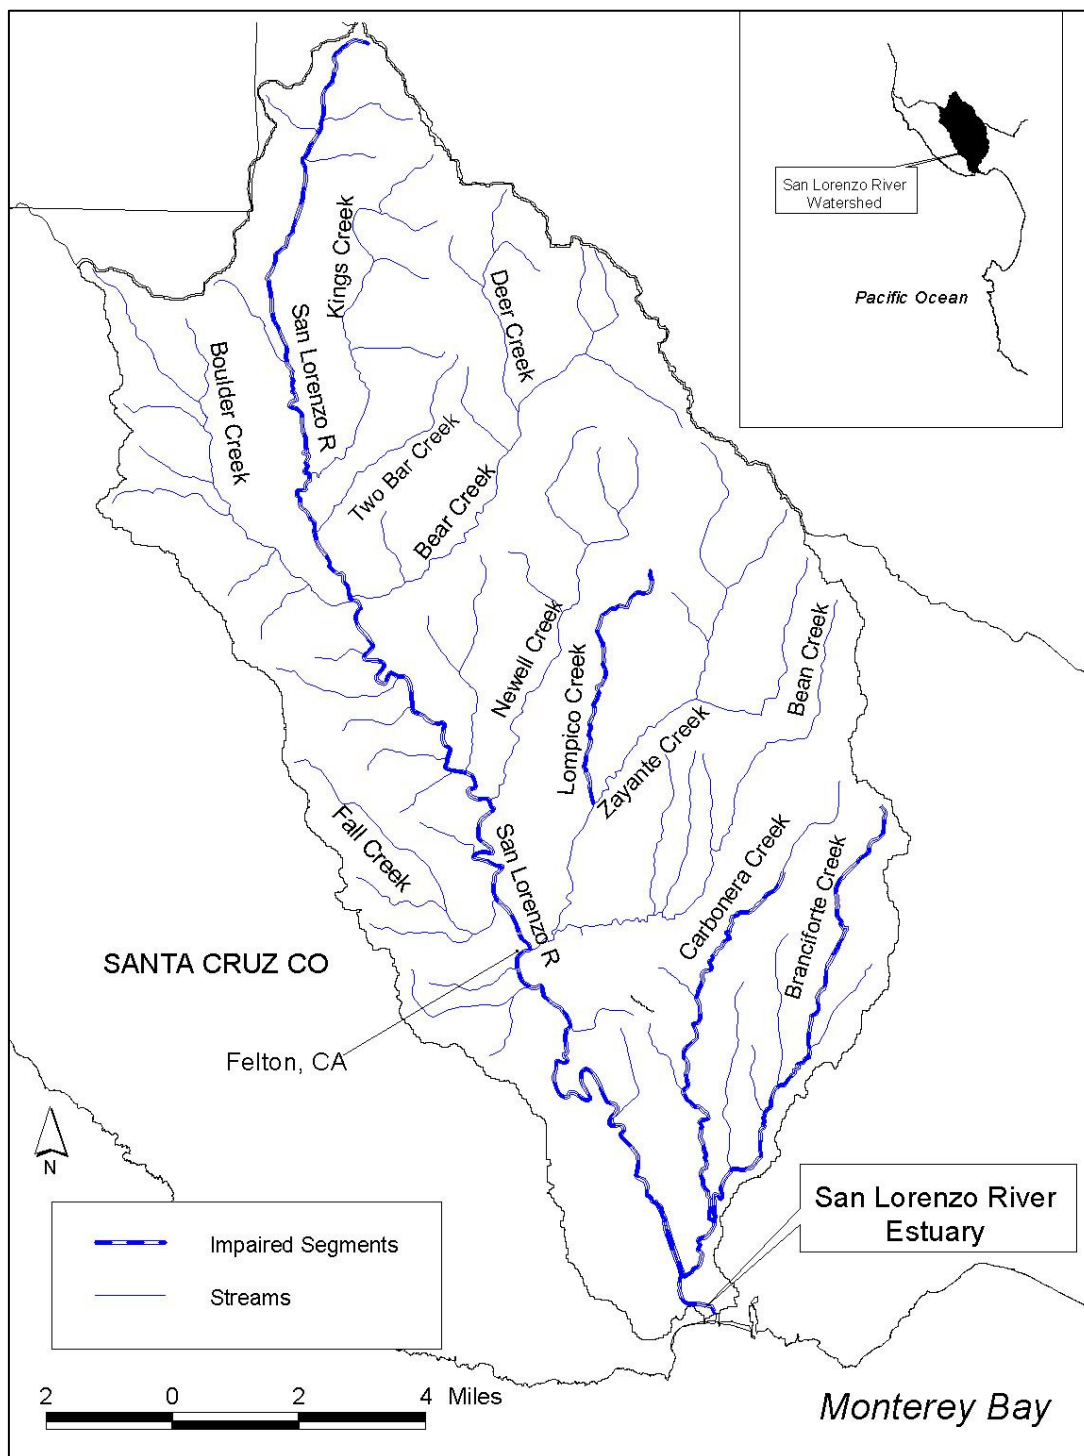 San Lorenzo River
Watershed
Pacific Ocean
Kings Creek
Deer Creek
San Lorenzo R
Boulder Creek
Two Bar Creek
Bear Creek
Newell Creek
Lompico Creek
Bean Creek
Zayante Creek
Fall Creek
San Lorenzo R
Carbonera Creek
Branciforte Creek
SANTA CRUZ CO
Felton, CA
N
San Lorenzo River
Estuary
Impaired Segments
Streams
2 0 2 4 Miles
Monterey Bay